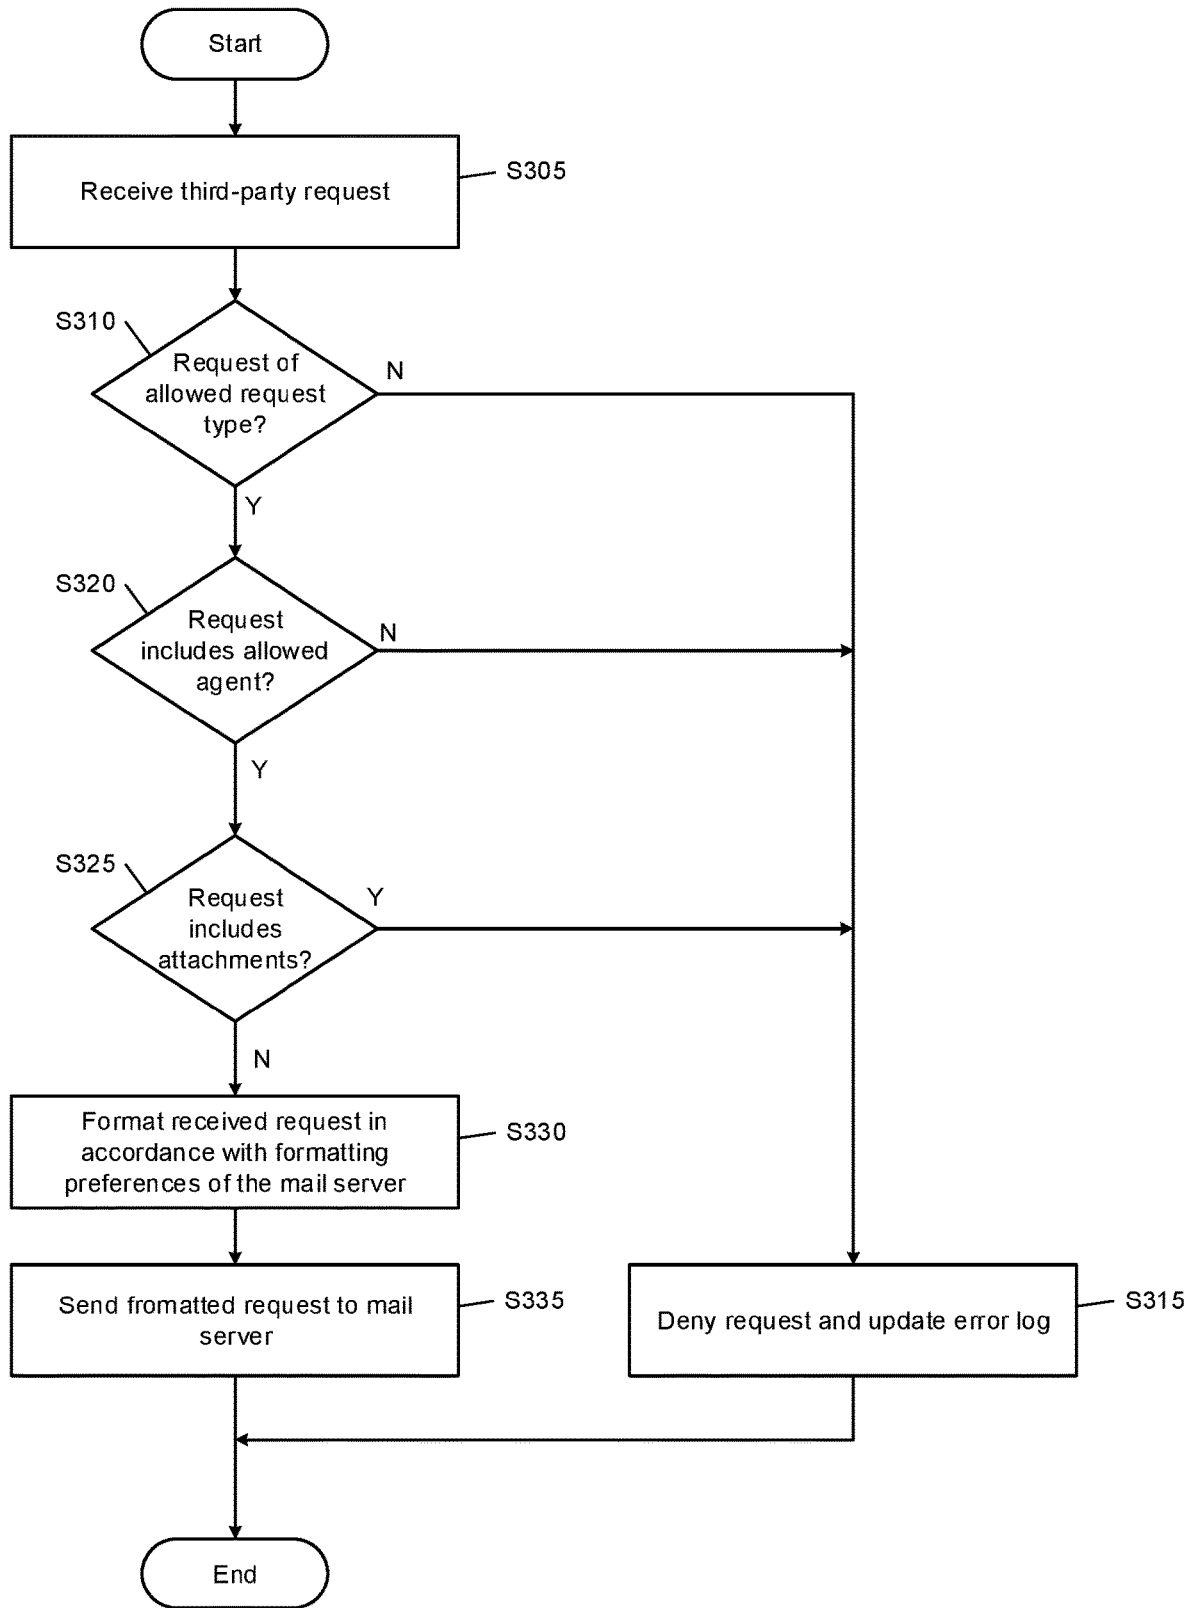 Start
Receive third-party request
S305
S310
Request of
allowed request
type?
N
Y
S320
Request
includes allowed
agent?
N
Y
S325
Request
includes
attachments?
Y
N
Format received request in
accordance with formatting
preferences of the mail server
S330
Send fromatted request to mail
server
S335
Deny request and update error log
S315
End